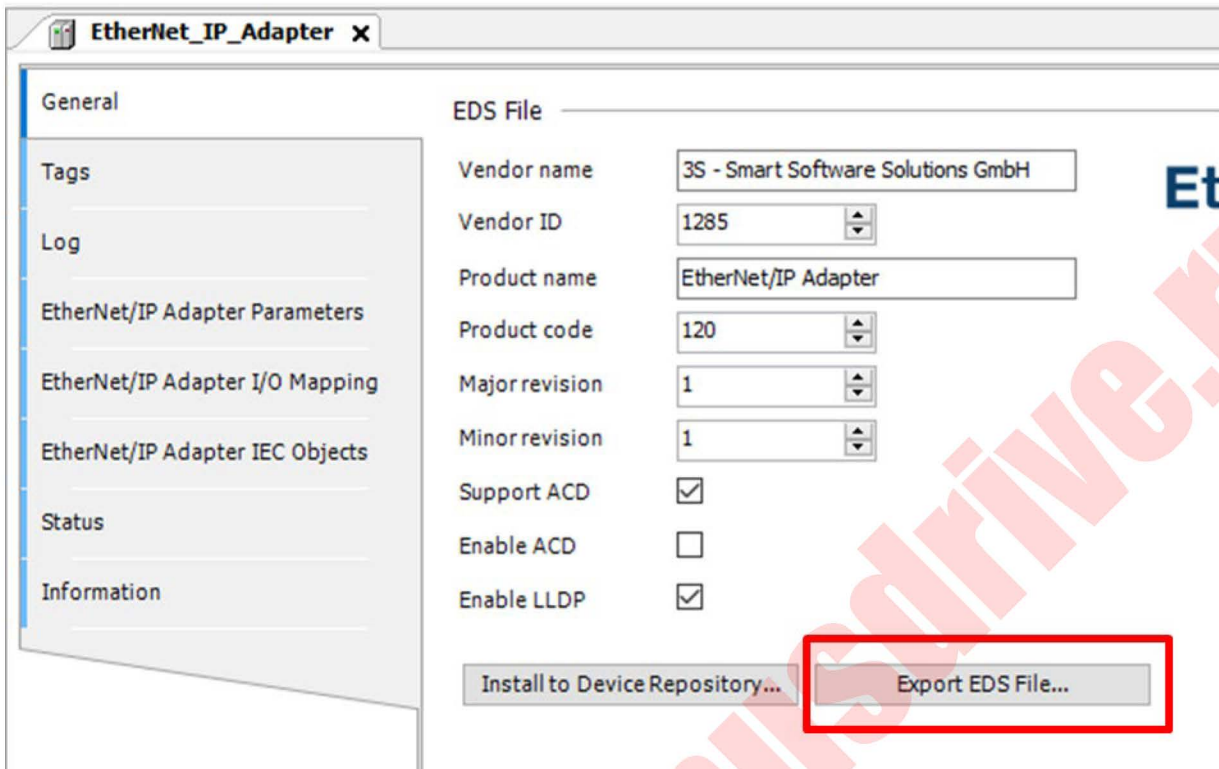 EtherNet_IP_Adapter
General
Tags
Log
EtherNet/IP Adapter Parameters
EtherNet/IP Adapter I/O Mapping
EtherNet/IP Adapter IEC Objects
Status
Information
EDS File
Vendor name 3S - Smart Software Solutions GmbH
Vendor ID 1285
Product name EtherNet/IP Adapter
Product code 120
Major revision 1
Minor revision 1
Support ACD
Enable ACD
Enable LLDP
Install to Device Repository... Export EDS File...
Et